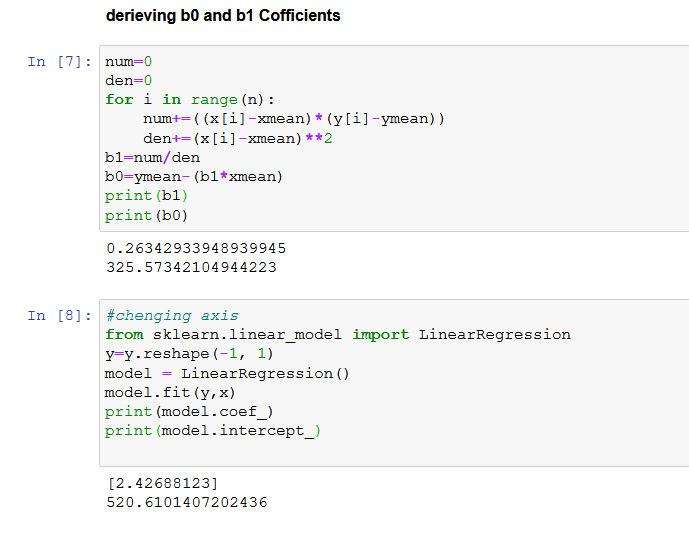 derieving b0 and b1 Cofficients
In [7]: num=0
den=0
for i in range(n):
    num+=((x[i]-xmean)*(y[i]-ymean))
    den+=(x[i]-xmean)**2
b1=num/den
b0=ymean-(b1*xmean)
print(b1)
print(b0)
0.26342933948939945
325.57342104944223
In [8]: #chenging axis
from sklearn.linear_model import LinearRegression
y=y.reshape(-1, 1)
model = LinearRegression()
model.fit(y,x)
print(model.coef_)
print(model.intercept_)
[2.42688123]
520.6101407202436